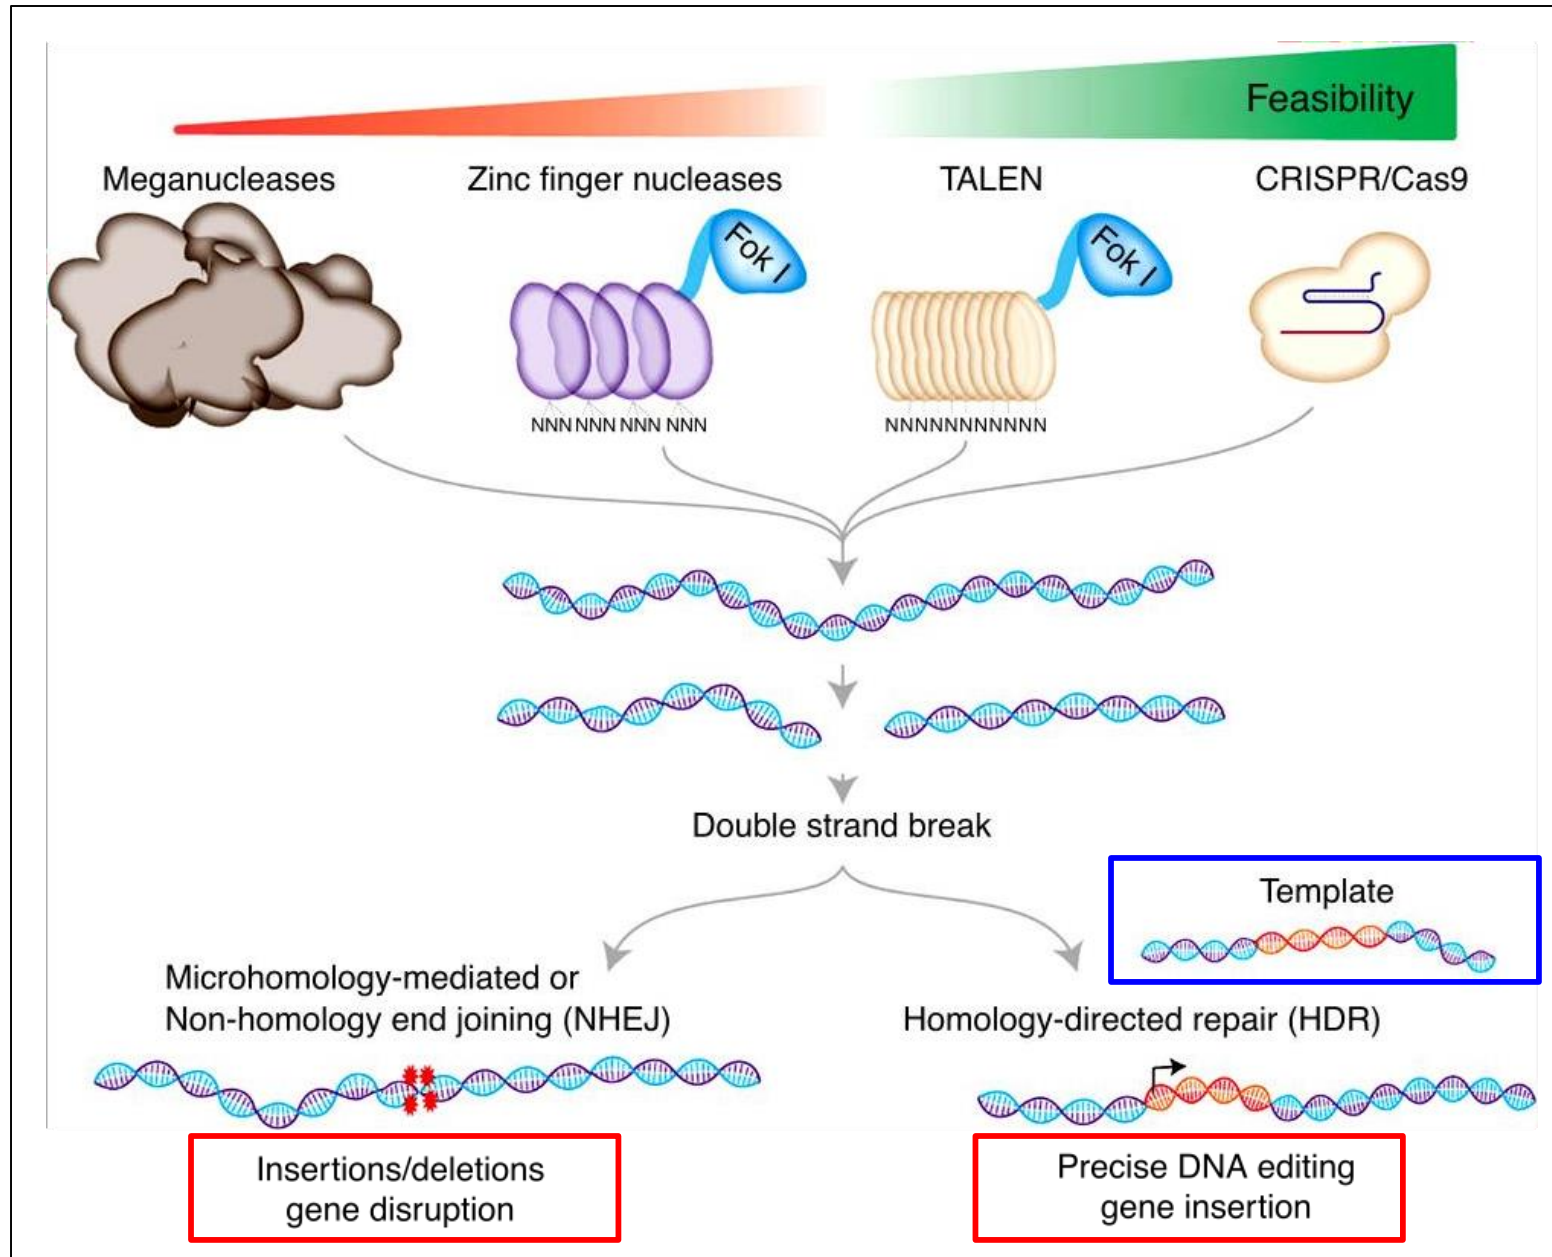 Feasibility
Meganucleases
Zinc finger nucleases
TALEN
CRISPR/Cas9
Fok I
Fok I
NNN NNN NNN NNN
NNNNNNNNNNN
Double strand break
Template
Microhomology-mediated or
Non-homology end joining (NHEJ)
Homology-directed repair (HDR)
Insertions/deletions
gene disruption
Precise DNA editing
gene insertion